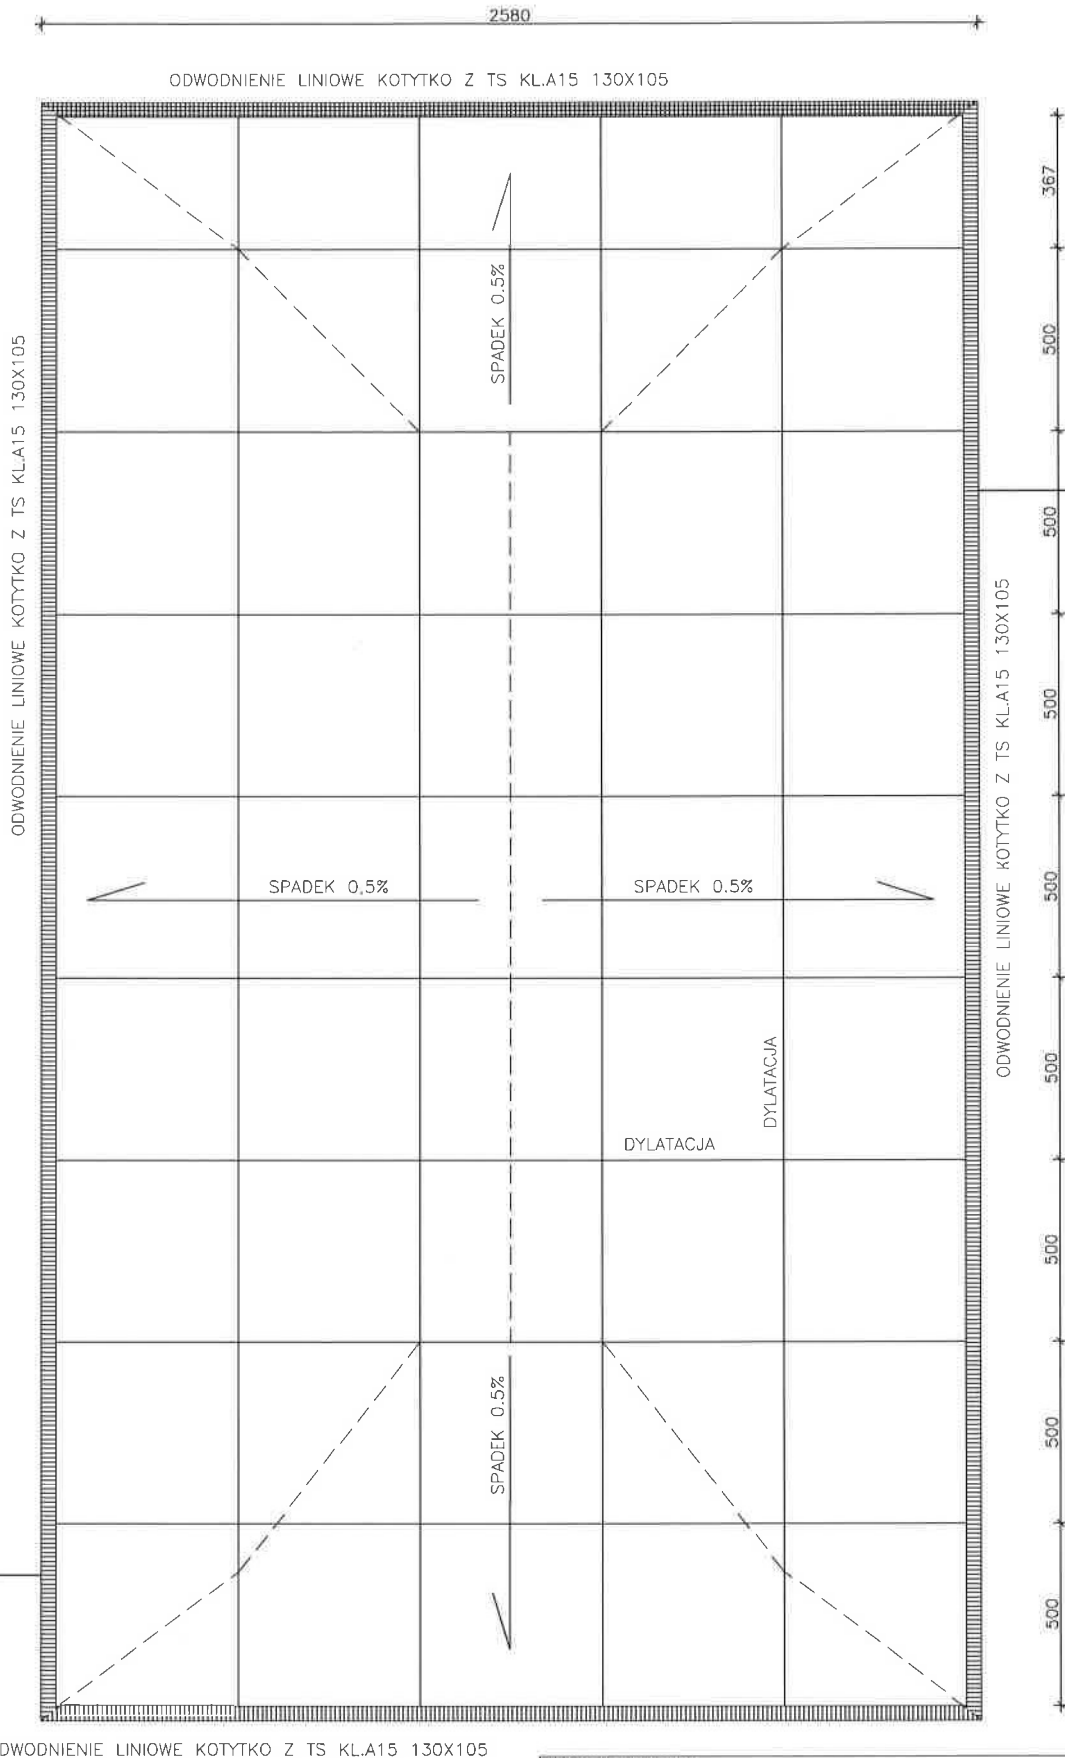 2580
ODWODNIENIE LINIOWE KOTYTKO Z TS KL.A15 130X105
367
SPADEK 0.5%
500
ODWODNIENIE LINIOWE KOTYTKO Z TS KL.A15 130X105
500
ODWODNIENIE LINIOWE KOTYTKO Z TS KL.A15 130X105
500
SPADEK 0,5%
SPADEK 0.5%
500
DYLATACJA
500
DYLATACJA
500
SPADEK 0.5%
500
500
DWODNIENIE LINIOWE KOTYTKO Z TS KL.A15 130X105